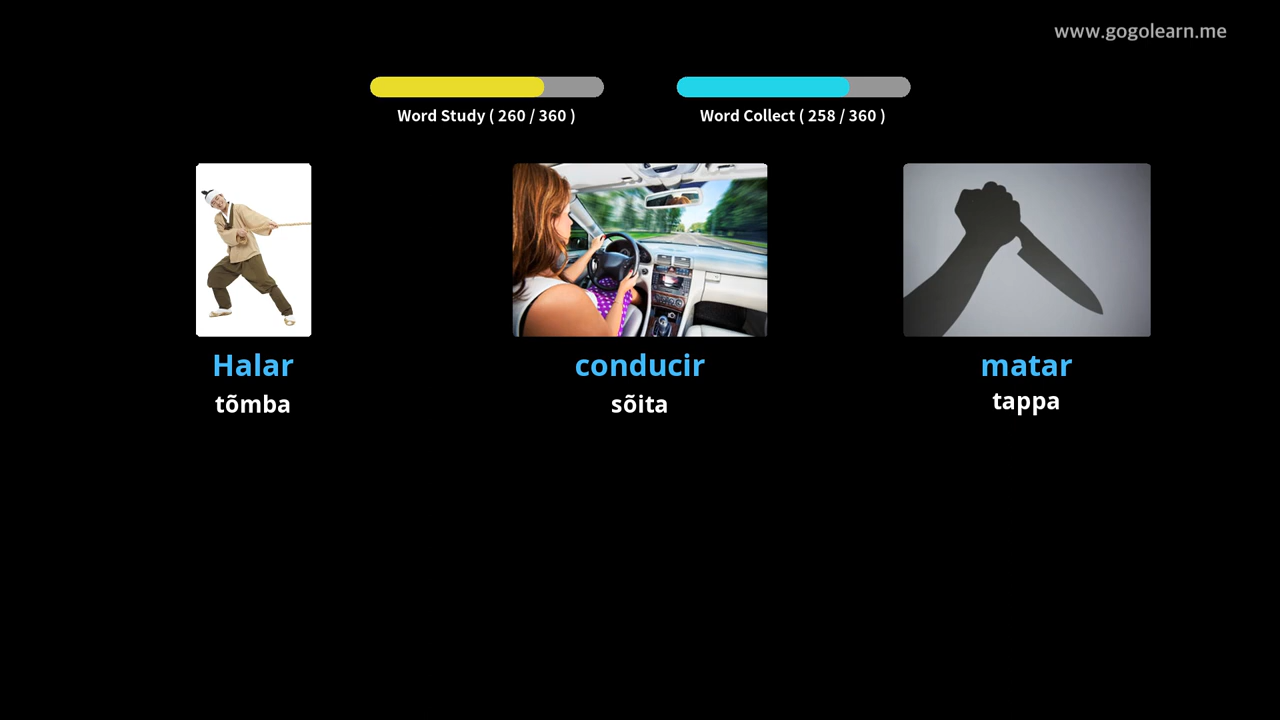 www.gogolearn.me
Word Study ( 260 / 360 )
Word Collect ( 258 / 360 )
Halar
conducir
matar
tõmba
sõita
tappa